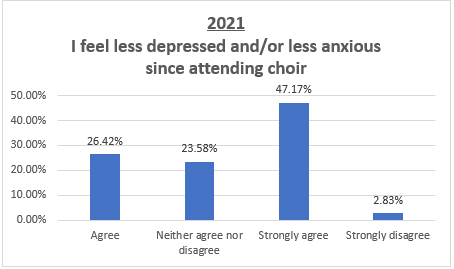 2021
I feel less depressed and/or less anxious
since attending choir
50.00%
40.00%
30.00%
20.00%
10.00%
0.00%
26.42%
23.58%
47.17%
2.83%
Agree
Neither agree nor
disagree
Strongly agree
Strongly disagree